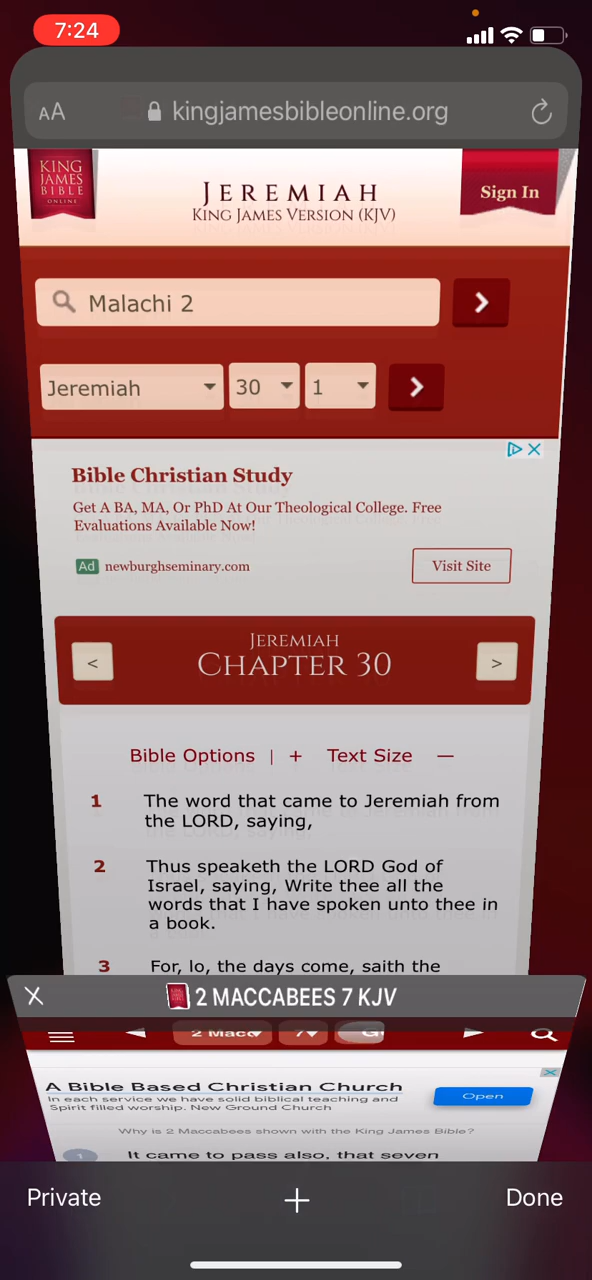 7:24
AA kingjamesbibleonline.org
KING
JAMES
BIBLE
ONLINE
JEREMIAH
KING JAMES VERSION (KJV)
Sign In
Malachi 2
Jeremiah 30 1
Bible Christian Study
Get A BA, MA, Or PhD At Our Theological College. Free
Evaluations Available Now!
Ad newburghseminary.com
Visit Site
JEREMIAH
< CHAPTER 30 >
Bible Options | + Text Size —
1 The word that came to Jeremiah from
the LORD, saying,
2 Thus speaketh the LORD God of
Israel, saying, Write thee all the
words that I have spoken unto thee in
a book.
3 For, lo, the days come, saith the
2 MACCABEES 7 KJV
2 Macc 7
A Bible Based Christian Church
In each service we have solid biblical teaching and
Spirit filled worship. New Ground Church
Open
Why is 2 Maccabees shown with the King James Bible?
1 It came to pass also, that seven
Private + Done